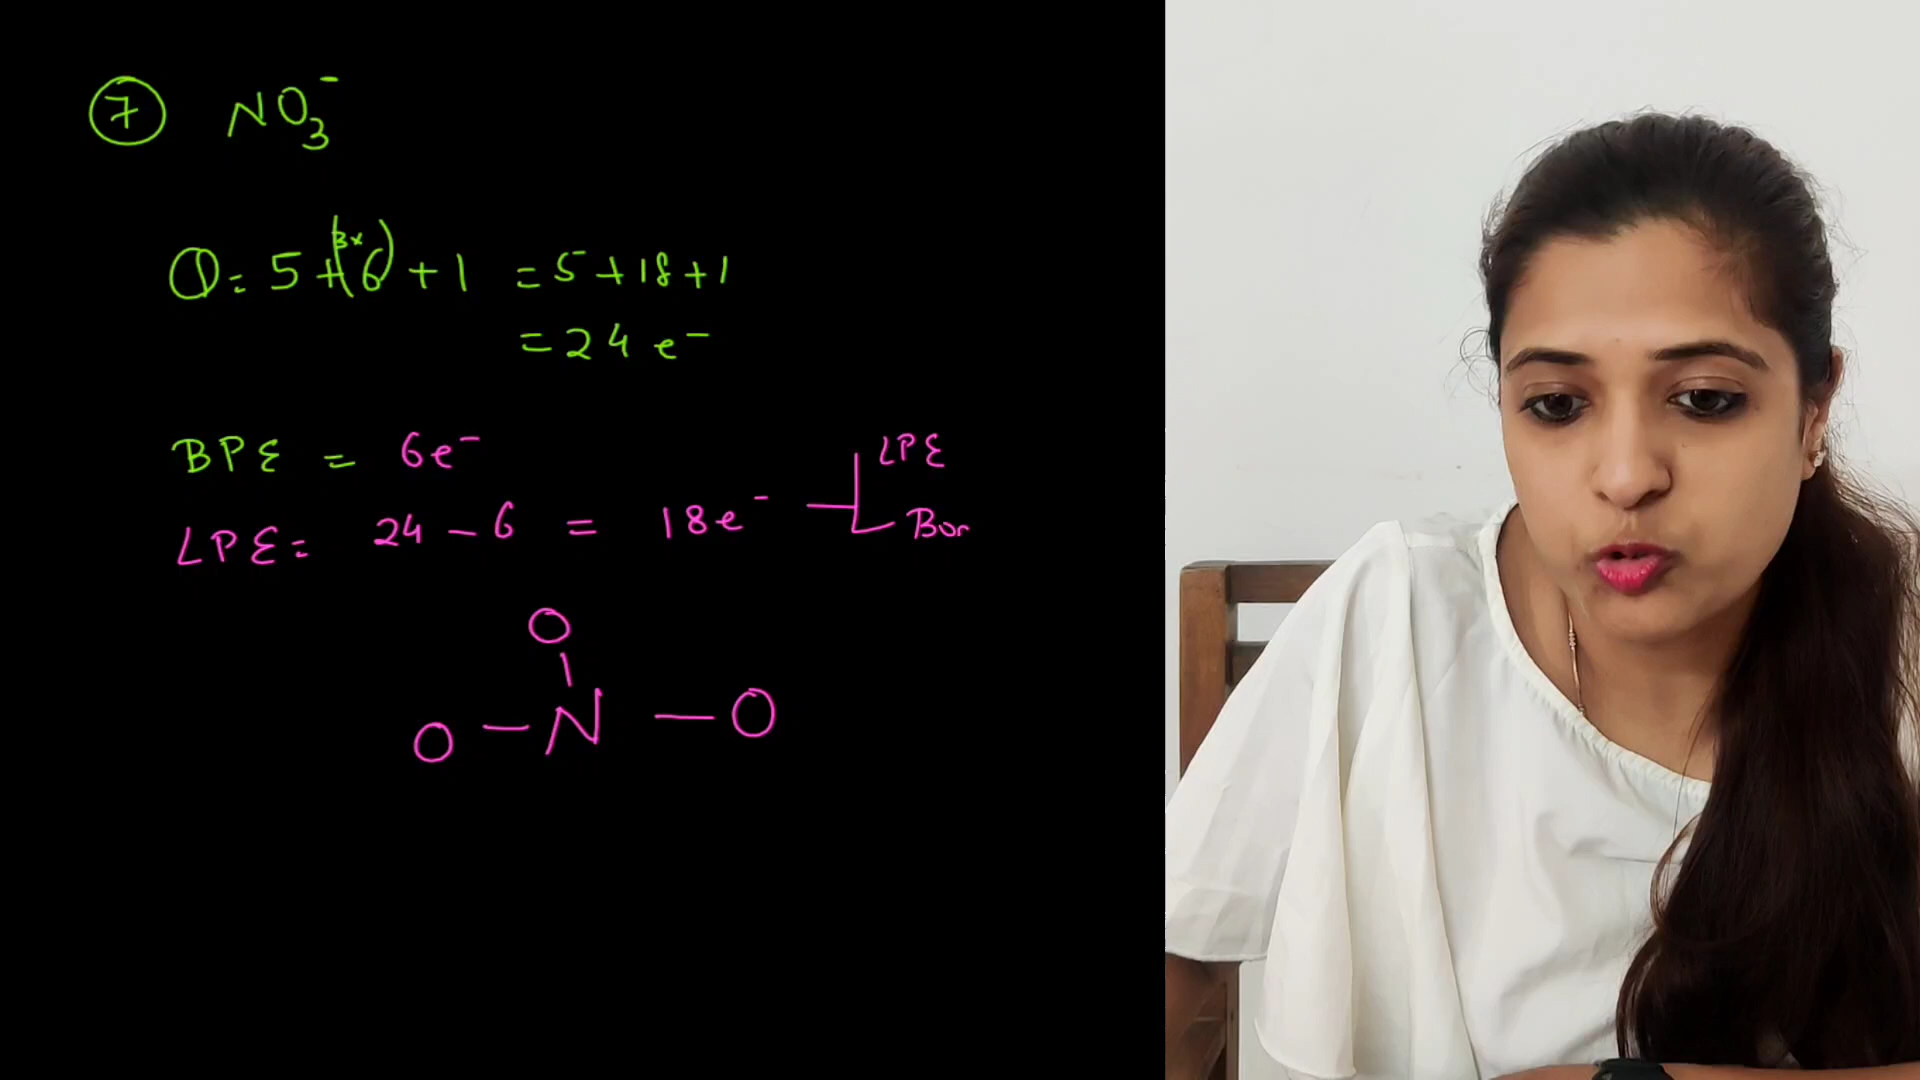 7 NO₃⁻
① = 5 + (3×6) + 1 = 5 + 18 + 1
= 24 e⁻
BPE = 6e⁻
LPE = 24 − 6 = 18e⁻
LPE
Bon
O
O – N – O